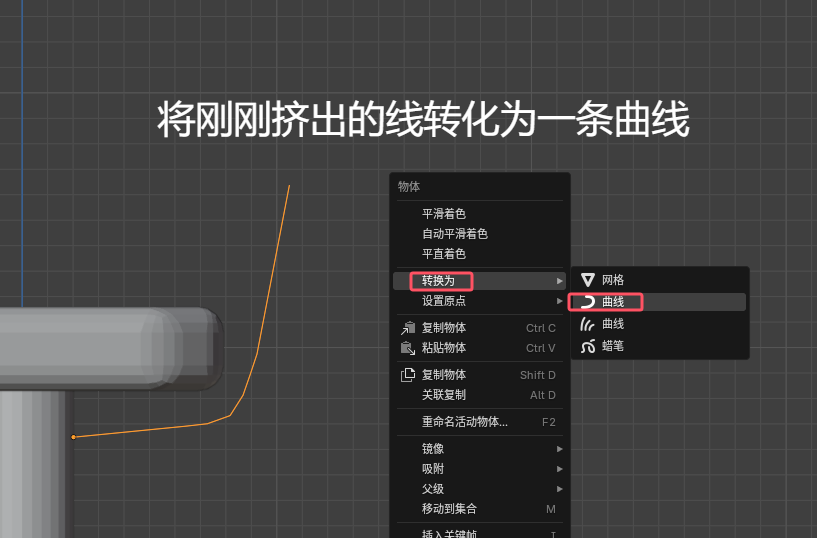 将刚刚挤出的线转化为一条曲线
物体
平滑着色
自动平滑着色
平直着色
转换为
设置原点
复制物体 Ctrl C
粘贴物体 Ctrl V
复制物体 Shift D
关联复制 Alt D
重命名活动物体... F2
镜像
吸附
父级
移动到集合 M
插入关键帧 I
网格
曲线
曲线
蜡笔